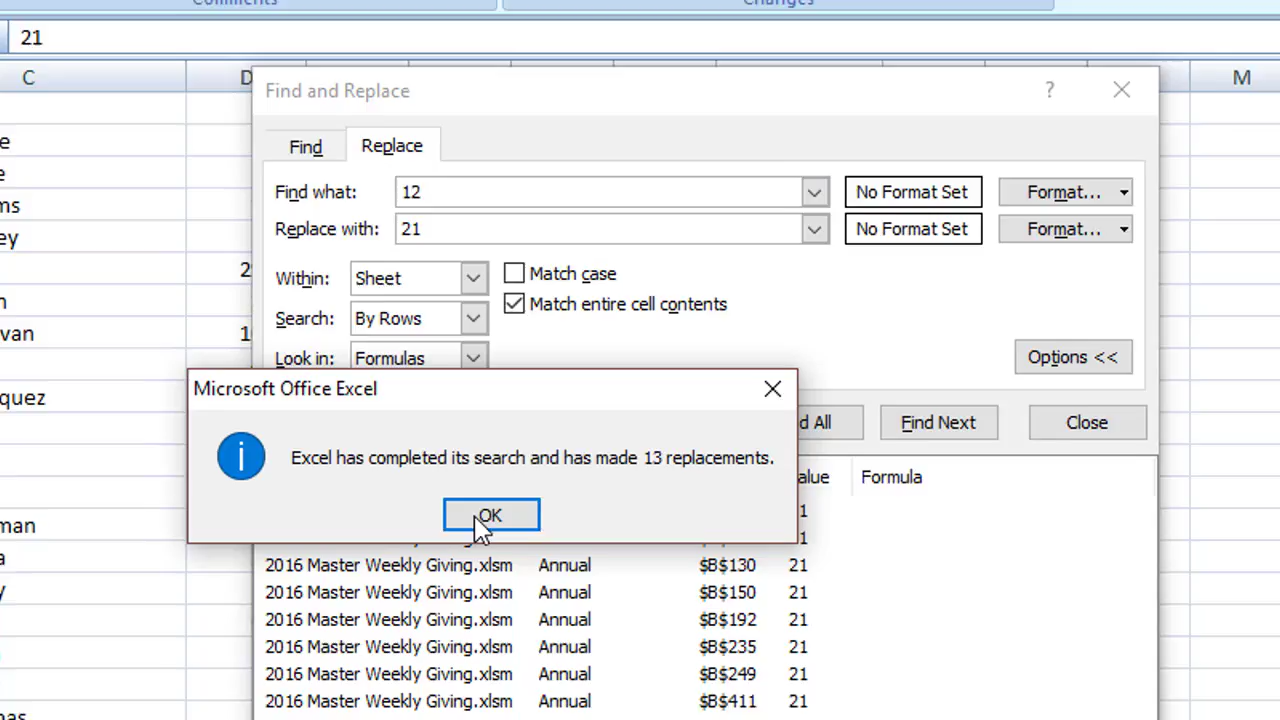 Comments Changes
21
C D M
Find and Replace ?
e Find Replace
e Find what: 12 No Format Set Format...
ms Replace with: 21 No Format Set Format...
ey
2 Within: Sheet Match case
n Search: By Rows Match entire cell contents
van 1 Look in: Formulas Options <<
Microsoft Office Excel
quez
d All Find Next Close
Excel has completed its search and has made 13 replacements.
alue Formula
OK 1
man 1
a 2016 Master Weekly Giving.xlsm Annual $B$130 21
y 2016 Master Weekly Giving.xlsm Annual $B$150 21
2016 Master Weekly Giving.xlsm Annual $B$192 21
2016 Master Weekly Giving.xlsm Annual $B$235 21
2016 Master Weekly Giving.xlsm Annual $B$249 21
2016 Master Weekly Giving.xlsm Annual $B$411 21
mas